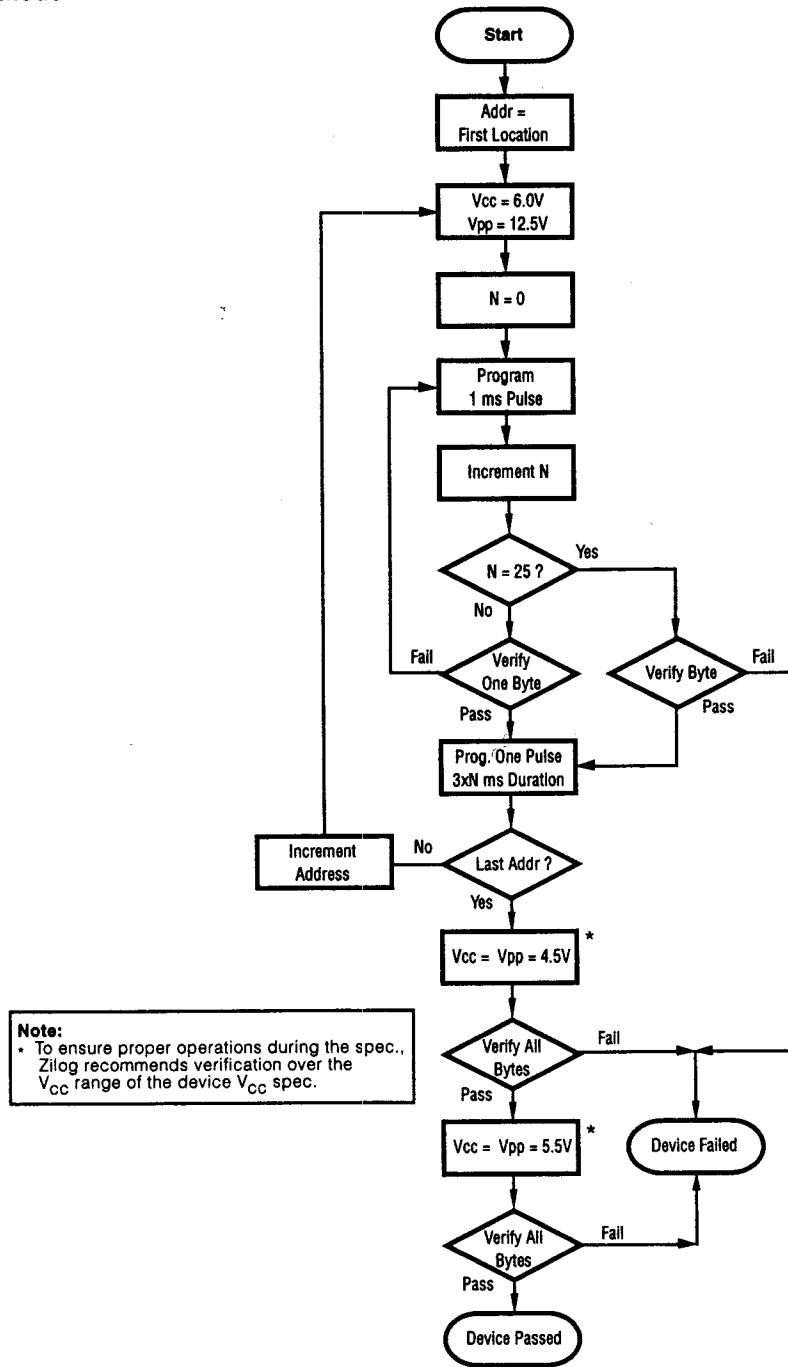 Start
Addr =
First Location
Vcc = 6.0V
Vpp = 12.5V
N = 0
Program
1 ms Pulse
Increment N
N = 25 ?
Yes
No
Fail
Verify
One Byte
Pass
Verify Byte
Fail
Pass
Prog. One Pulse
3xN ms Duration
Increment
Address
No
Last Addr ?
Yes
Vcc = Vpp = 4.5V
*
Note:
* To ensure proper operations during the spec.,
Zilog recommends verification over the
VCC range of the device VCC spec.
Verify All
Bytes
Fail
Pass
Vcc = Vpp = 5.5V
*
Device Failed
Verify All
Bytes
Fail
Pass
Device Passed